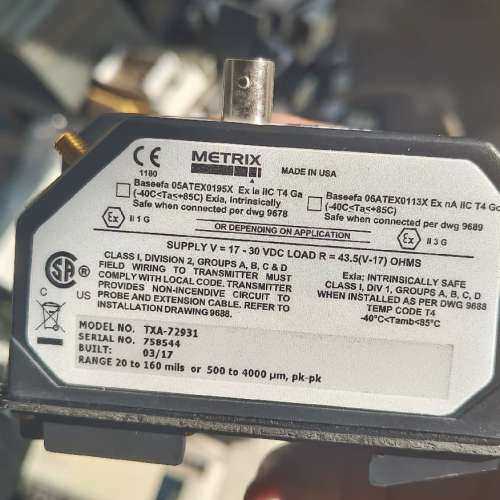 CE
1180
METRIX
MADE IN USA
Baseefa 05ATEX0195X Ex ia IIC T4 Ga
(-40C<Ta<+85C) Exia, Intrinsically
Safe when connected per dwg 9678
Baseefa 06ATEX0113X Ex nA IIC T4 Gc
(-40C<Ta≤+85C)
Safe when connected per dwg 9689
Ex II 1 G
OR DEPENDING ON APPLICATION
Ex II 3 G
SUPPLY V = 17 - 30 VDC LOAD R = 43.5(V-17) OHMS
CLASS I, DIVISION 2, GROUPS A, B, C & D
FIELD WIRING TO TRANSMITTER MUST
COMPLY WITH LOCAL CODE. TRANSMITTER
PROVIDES NON-INCENDIVE CIRCUIT TO
PROBE AND EXTENSION CABLE. REFER TO
INSTALLATION DRAWING 9688.
Exia: INTRINSICALLY SAFE
CLASS I, DIV 1, GROUPS A, B, C, D
WHEN INSTALLED AS PER DWG 9688
TEMP CODE T4
-40°C<Tamb<85°C
SA
C US
MODEL NO. TXA-72931
SERIAL NO. 758544
BUILT: 03/17
RANGE 20 to 160 mils or 500 to 4000 µm, pk-pk